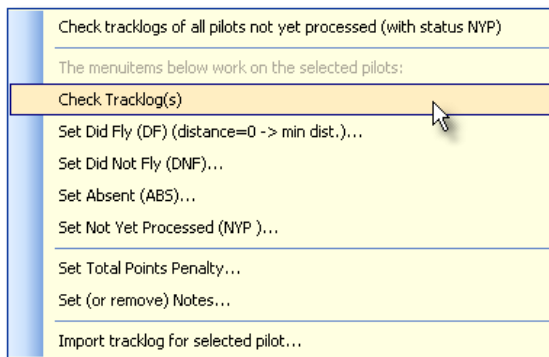 Check tracklogs of all pilots not yet processed (with status NYP)
The menuitems below work on the selected pilots:
Check Tracklog(s)
Set Did Fly (DF) (distance=0 -> min dist.)...
Set Did Not Fly (DNF)...
Set Absent (ABS)...
Set Not Yet Processed (NYP )...
Set Total Points Penalty...
Set (or remove) Notes...
Import tracklog for selected pilot...